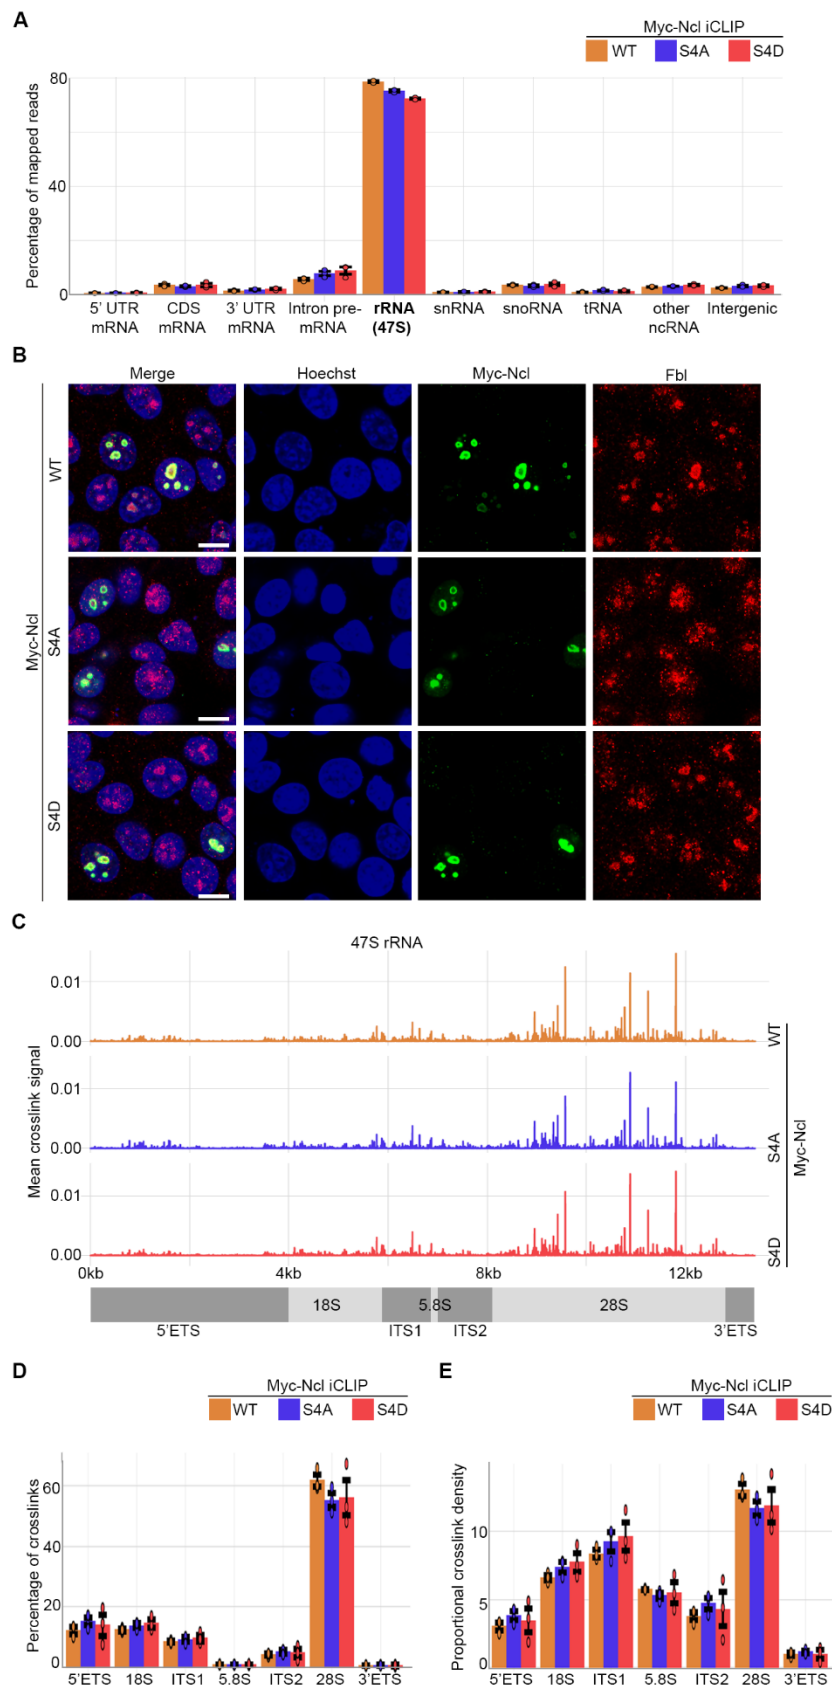 A
Myc-Ncl iCLIP
WT S4A S4D
Percentage of mapped reads
80
40
0
5' UTR mRNA
CDS mRNA
3' UTR mRNA
Intron pre-mRNA
rRNA (47S)
snRNA
snoRNA
tRNA
other ncRNA
Intergenic
B
Merge Hoechst Myc-Ncl Fbl
Myc-Ncl
WT
S4A
S4D
C
47S rRNA
Mean crosslink signal
0.01
0.00
WT
0.01
0.00
S4A
0.01
0.00
S4D
Myc-Ncl
0kb 4kb 8kb 12kb
18S 5.8S 28S
5'ETS ITS1 ITS2 3'ETS
D
Myc-Ncl iCLIP
WT S4A S4D
Percentage of crosslinks
60
40
20
0
5'ETS 18S ITS1 5.8S ITS2 28S 3'ETS
E
Myc-Ncl iCLIP
WT S4A S4D
Proportional crosslink density
10
5
0
5'ETS 18S ITS1 5.8S ITS2 28S 3'ETS